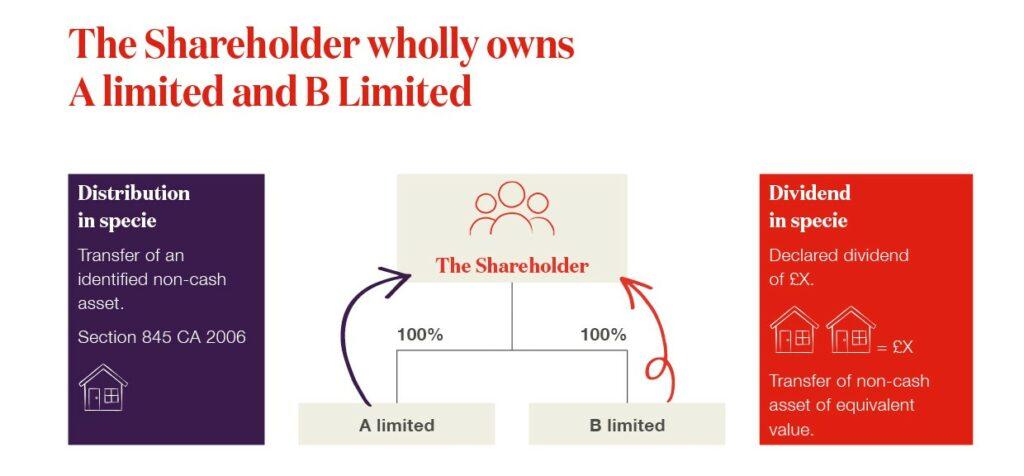 The Shareholder wholly owns
A limited and B Limited
Distribution
in specie
Transfer of an
identified non-cash
asset.
Section 845 CA 2006
The Shareholder
100%
100%
A limited
B limited
Dividend
in specie
Declared dividend
of £X.
= £X
Transfer of non-cash
asset of equivalent
value.